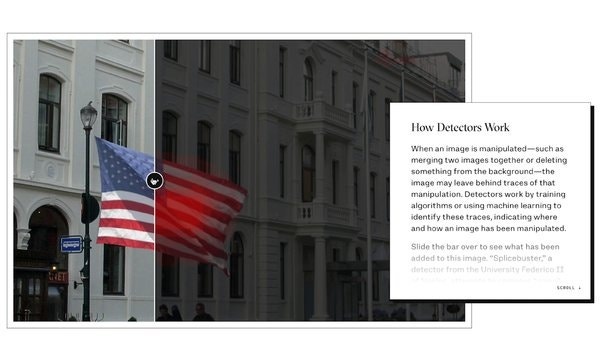 How Detectors Work
When an image is manipulated—such as
merging two images together or deleting
something from the background—the
image may leave behind traces of that
manipulation. Detectors work by training
algorithms or using machine learning to
identify these traces, indicating where
and how an image has been manipulated.
Slide the bar over to see what has been
added to this image. “Splicebuster,” a
detector from the University Federico II
SCROLL ↓